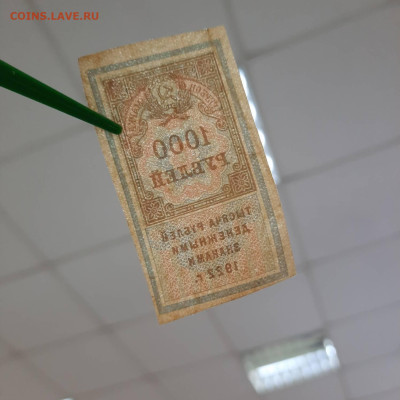 COINS.LAVE.RU
1000
РУБЛЕЙ
ТЫСЯЧА РУБЛЕЙ
ДЕНЕЖНЫМИ
ЗНАКАМИ
1922 г.